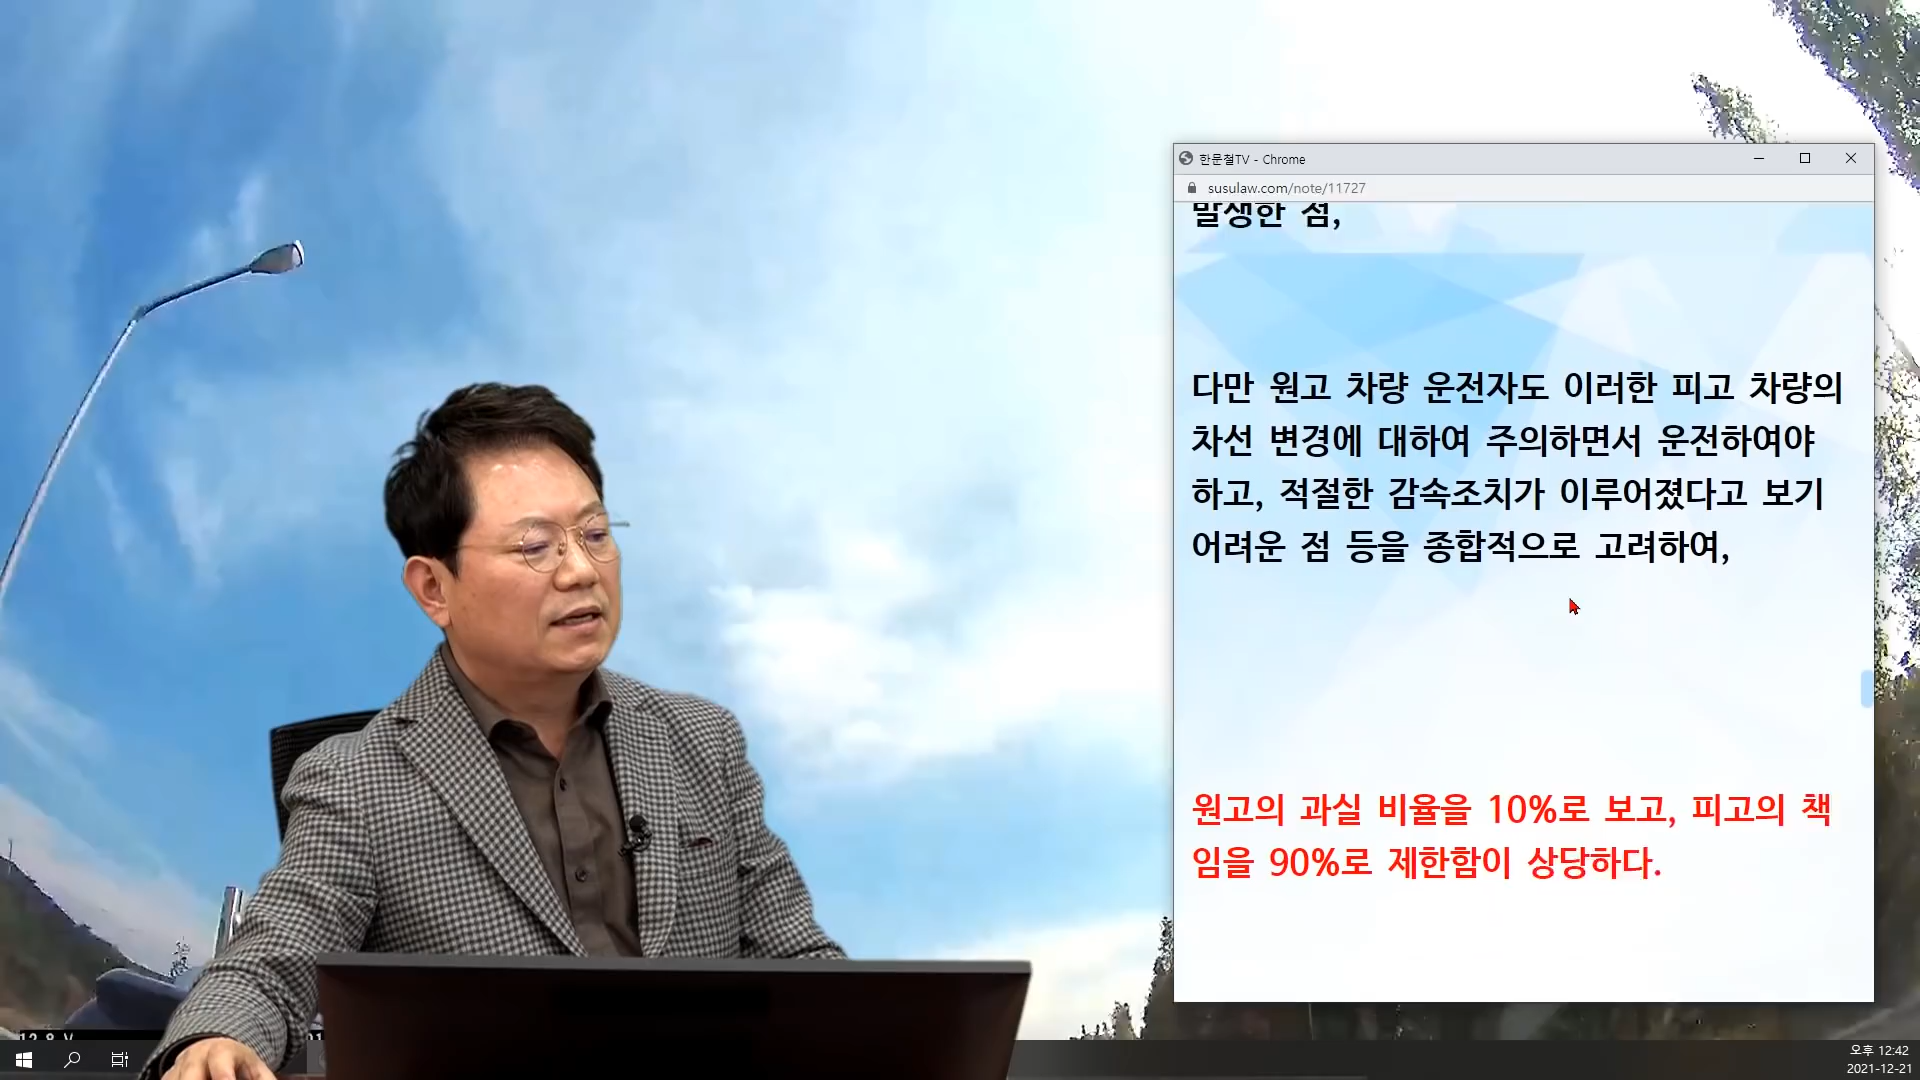 한문철TV - Chrome
susulaw.com/note/11727
발생한 점,
다만 원고 차량 운전자도 이러한 피고 차량의
차선 변경에 대하여 주의하면서 운전하여야
하고, 적절한 감속조치가 이루어졌다고 보기
어려운 점 등을 종합적으로 고려하여,
원고의 과실 비율을 10%로 보고, 피고의 책
임을 90%로 제한함이 상당하다.
오후 12:42
2021-12-21